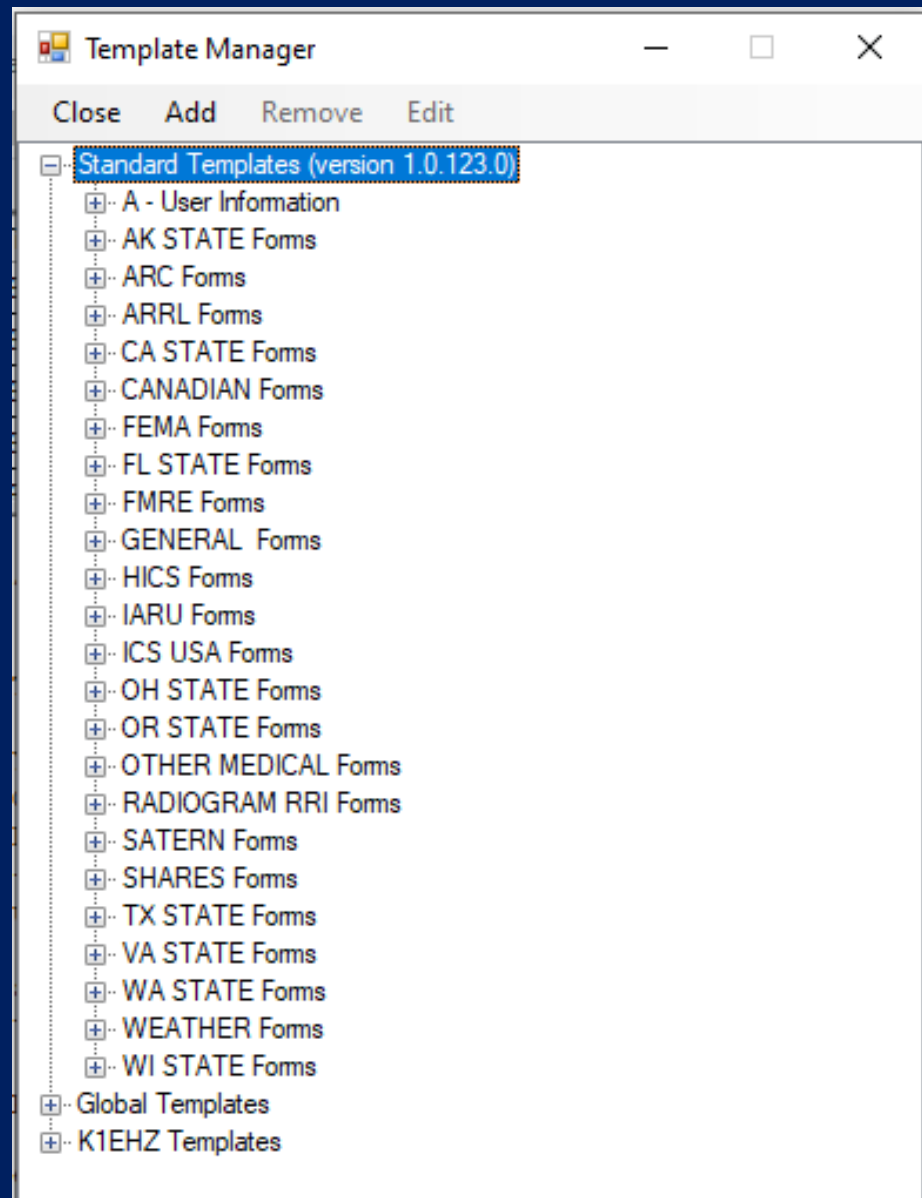 Template Manager
Close Add Remove Edit
Standard Templates (version 1.0.123.0)
A - User Information
AK STATE Forms
ARC Forms
ARRL Forms
CA STATE Forms
CANADIAN Forms
FEMA Forms
FL STATE Forms
FMRE Forms
GENERAL  Forms
HICS Forms
IARU Forms
ICS USA Forms
OH STATE Forms
OR STATE Forms
OTHER MEDICAL Forms
RADIOGRAM RRI Forms
SATERN Forms
SHARES Forms
TX STATE Forms
VA STATE Forms
WA STATE Forms
WEATHER Forms
WI STATE Forms
Global Templates
K1EHZ Templates